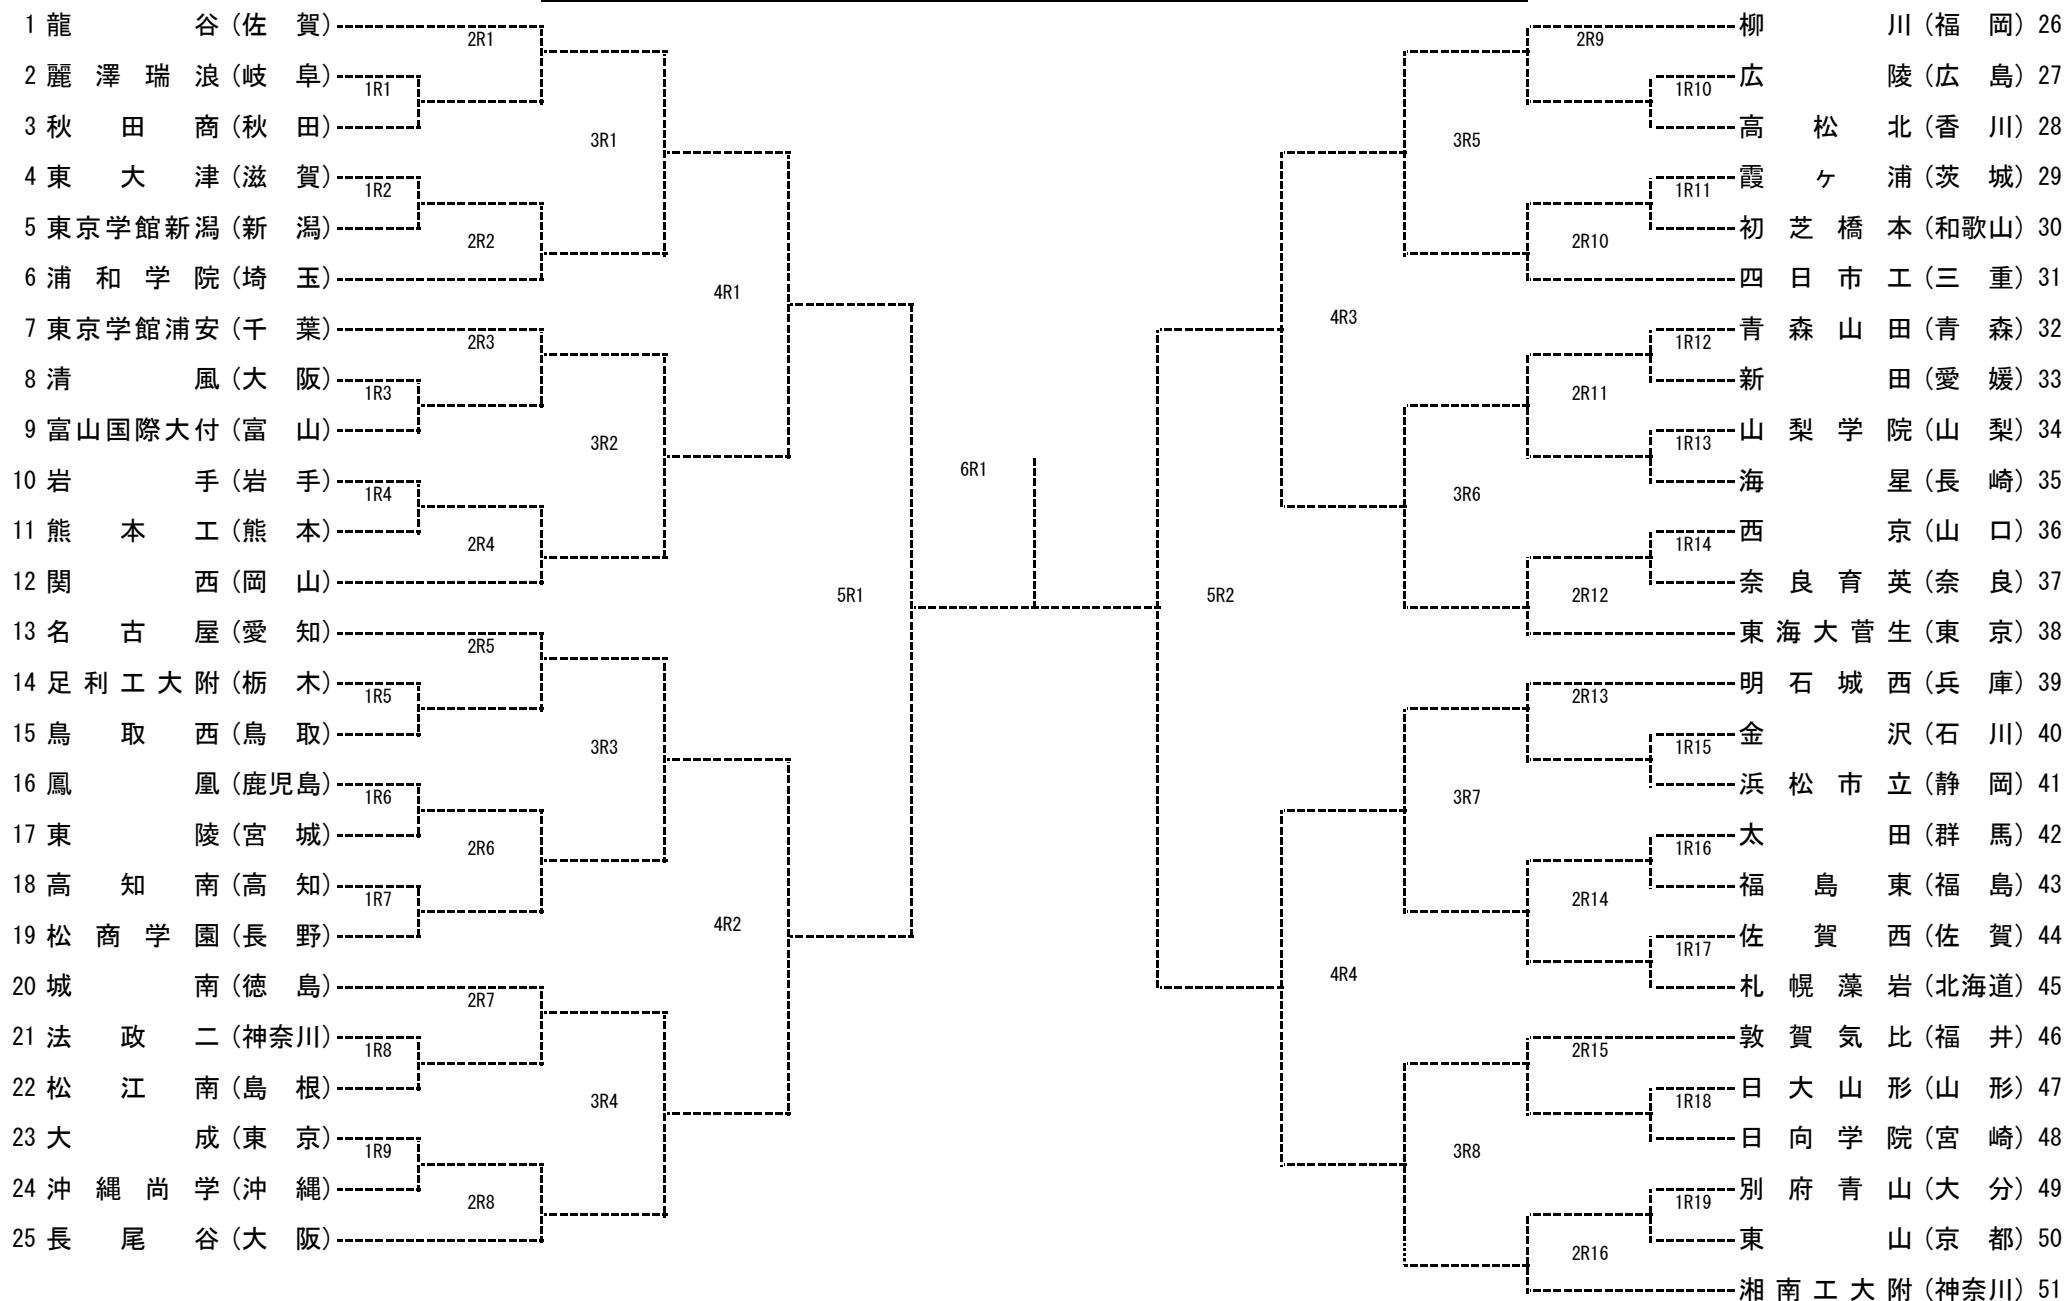 1 龍谷(佐賀)
2R1
2 麗澤瑞浪(岐阜)
1R1
3 秋田商(秋田)
3R1
4 東大津(滋賀)
1R2
5 東京学館新潟(新潟)
2R2
6 浦和学院(埼玉)
4R1
7 東京学館浦安(千葉)
2R3
8 清風(大阪)
1R3
9 富山国際大付(富山)
3R2
10 岩手(岩手)
1R4
11 熊本工(熊本)
2R4
12 関西(岡山)
5R1
13 名古屋(愛知)
2R5
14 足利工大附(栃木)
1R5
15 鳥取西(鳥取)
3R3
16 鳳凰(鹿児島)
1R6
17 東陵(宮城)
2R6
18 高知南(高知)
1R7
19 松商学園(長野)
4R2
20 城南(徳島)
2R7
21 法政二(神奈川)
1R8
22 松江南(島根)
3R4
23 大成(東京)
1R9
24 沖縄尚学(沖縄)
2R8
25 長尾谷(大阪)
6R1
柳川(福岡) 26
2R9
広陵(広島) 27
1R10
高松北(香川) 28
3R5
霞ヶ浦(茨城) 29
1R11
初芝橋本(和歌山) 30
2R10
四日市工(三重) 31
4R3
青森山田(青森) 32
1R12
新田(愛媛) 33
2R11
山梨学院(山梨) 34
1R13
海星(長崎) 35
3R6
西京(山口) 36
1R14
奈良育英(奈良) 37
2R12
5R2
東海大菅生(東京) 38
明石城西(兵庫) 39
2R13
金沢(石川) 40
1R15
浜松市立(静岡) 41
3R7
太田(群馬) 42
1R16
福島東(福島) 43
2R14
佐賀西(佐賀) 44
1R17
4R4
札幌藻岩(北海道) 45
敦賀気比(福井) 46
2R15
日大山形(山形) 47
1R18
日向学院(宮崎) 48
3R8
別府青山(大分) 49
1R19
東山(京都) 50
2R16
湘南工大附(神奈川) 51